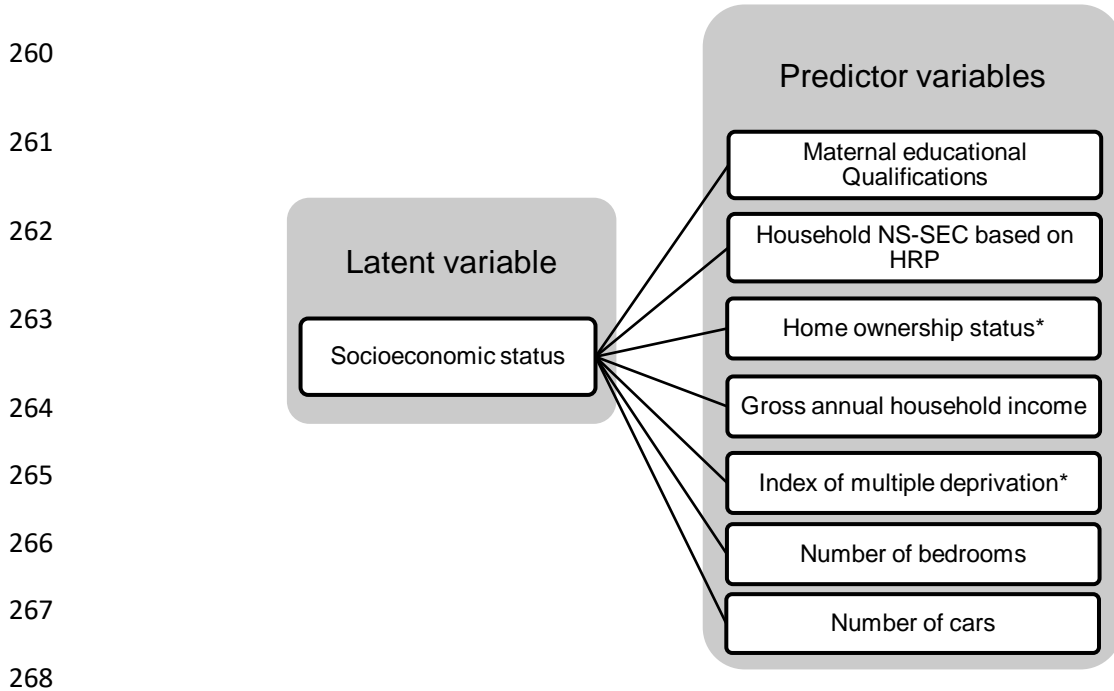 260
Predictor variables
261
Maternal educational
Qualifications
262
Household NS-SEC based on
HRP
Latent variable
263
Home ownership status*
Socioeconomic status
264
Gross annual household income
265
Index of multiple deprivation*
266
Number of bedrooms
267
Number of cars
268